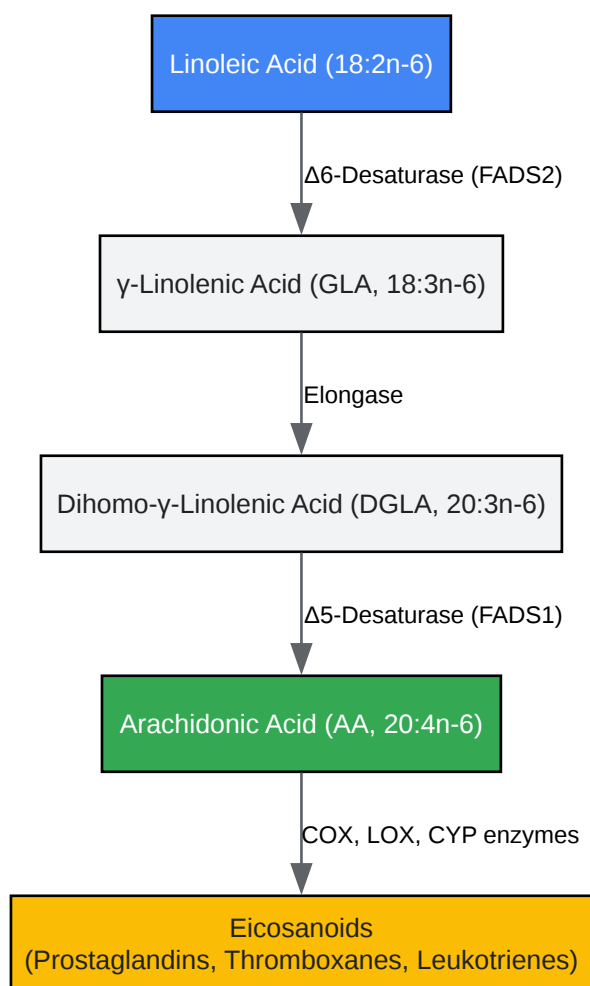 Linoleic Acid (18:2n-6)
Δ6-Desaturase (FADS2)
γ-Linolenic Acid (GLA, 18:3n-6)
Elongase
Dihomo-γ-Linolenic Acid (DGLA, 20:3n-6)
Δ5-Desaturase (FADS1)
Arachidonic Acid (AA, 20:4n-6)
COX, LOX, CYP enzymes
Eicosanoids
(Prostaglandins, Thromboxanes, Leukotrienes)